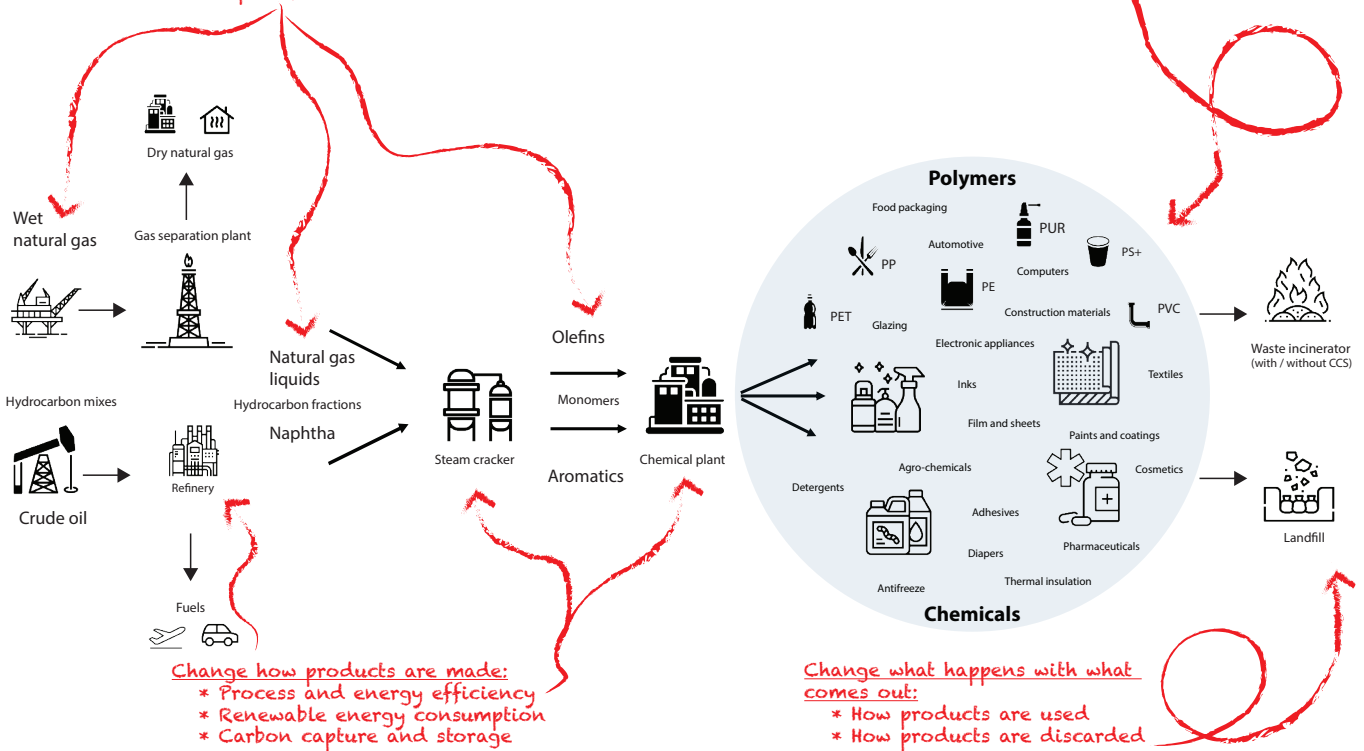 Dry natural gas
Wet
natural gas
Gas separation plant
Hydrocarbon mixes
Crude oil
Refinery
Fuels
Natural gas
liquids
Hydrocarbon fractions
Naphtha
Steam cracker
Olefins
Monomers
Aromatics
Chemical plant
Polymers
Food packaging
PUR
Automotive
PS+
PP
Computers
PE
Construction materials
PVC
PET
Glazing
Electronic appliances
Textiles
Inks
Film and sheets
Paints and coatings
Agro-chemicals
Cosmetics
Detergents
Adhesives
Diapers
Pharmaceuticals
Thermal insulation
Antifreeze
Chemicals
Waste incinerator
(with / without CCS)
Landfill
Change how products are made:
* Process and energy efficiency
* Renewable energy consumption
* Carbon capture and storage
Change what happens with what
comes out:
* How products are used
* How products are discarded